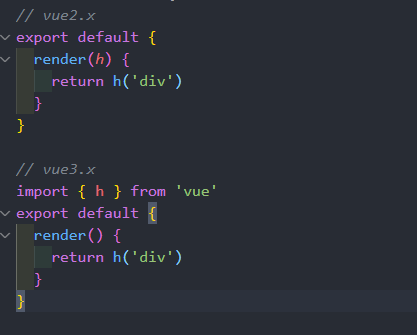 // vue2.x
export default {
  render(h) {
    return h('div')
  }
}

// vue3.x
import { h } from 'vue'
export default {
  render() {
    return h('div')
  }
}